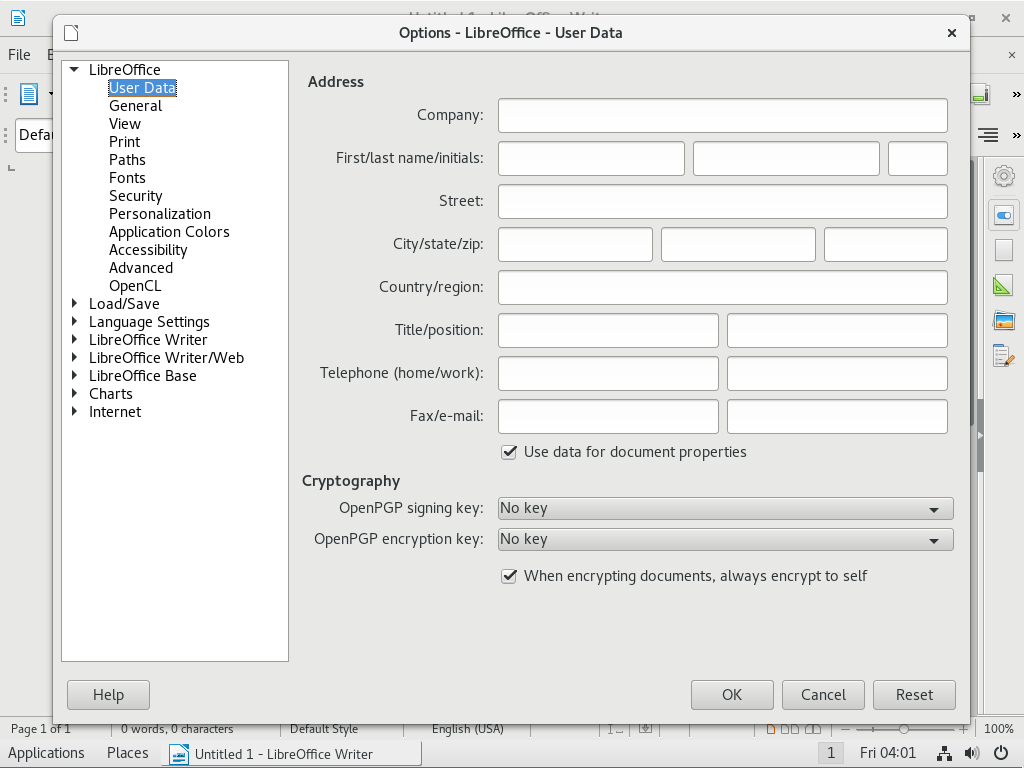 Options - LibreOffice - User Data
File
LibreOffice
User Data
General
View
Print
Paths
Fonts
Security
Personalization
Application Colors
Accessibility
Advanced
OpenCL
Load/Save
Language Settings
LibreOffice Writer
LibreOffice Writer/Web
LibreOffice Base
Charts
Internet
Address
Company:
First/last name/initials:
Street:
City/state/zip:
Country/region:
Title/position:
Telephone (home/work):
Fax/e-mail:
Use data for document properties
Cryptography
OpenPGP signing key: No key
OpenPGP encryption key: No key
When encrypting documents, always encrypt to self
Help OK Cancel Reset
Page 1 of 1 0 words, 0 characters Default Style English (USA) 100%
Applications Places Untitled 1 - LibreOffice Writer 1 Fri 04:01